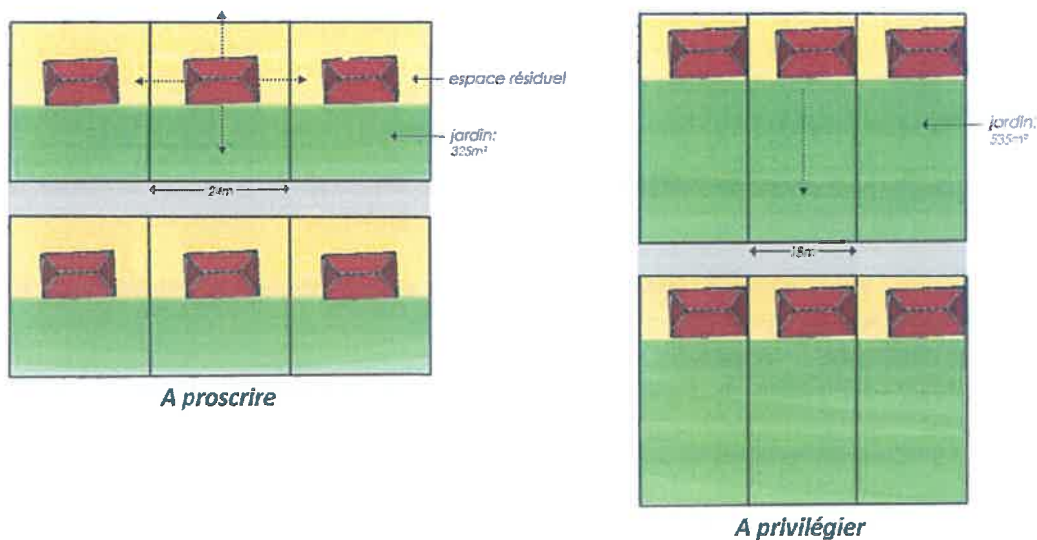 espace résiduel
jardin:
325m²
24m
A proscrire
jardin:
535m²
18m
A privilégier